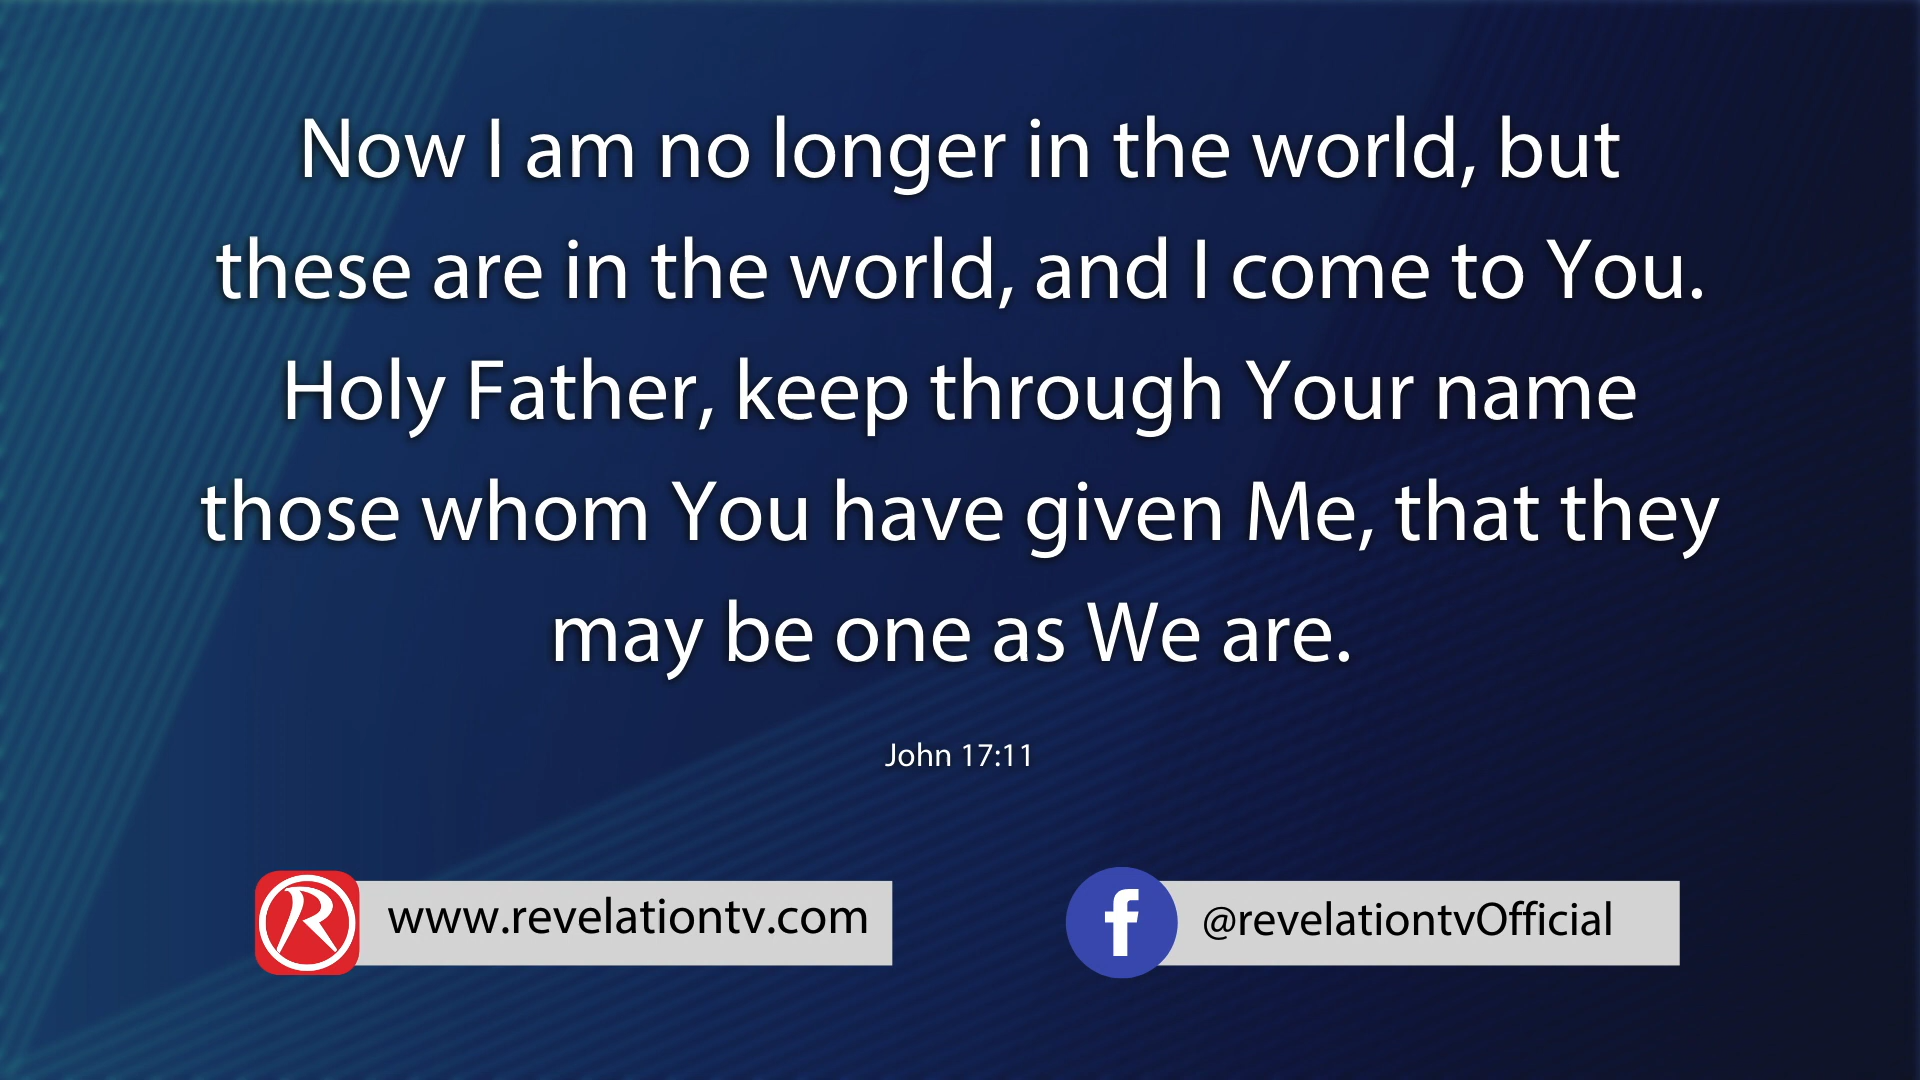 Now I am no longer in the world, but
these are in the world, and I come to You.
Holy Father, keep through Your name
those whom You have given Me, that they
may be one as We are.
John 17:11
R www.revelationtv.com
f @revelationtvOfficial